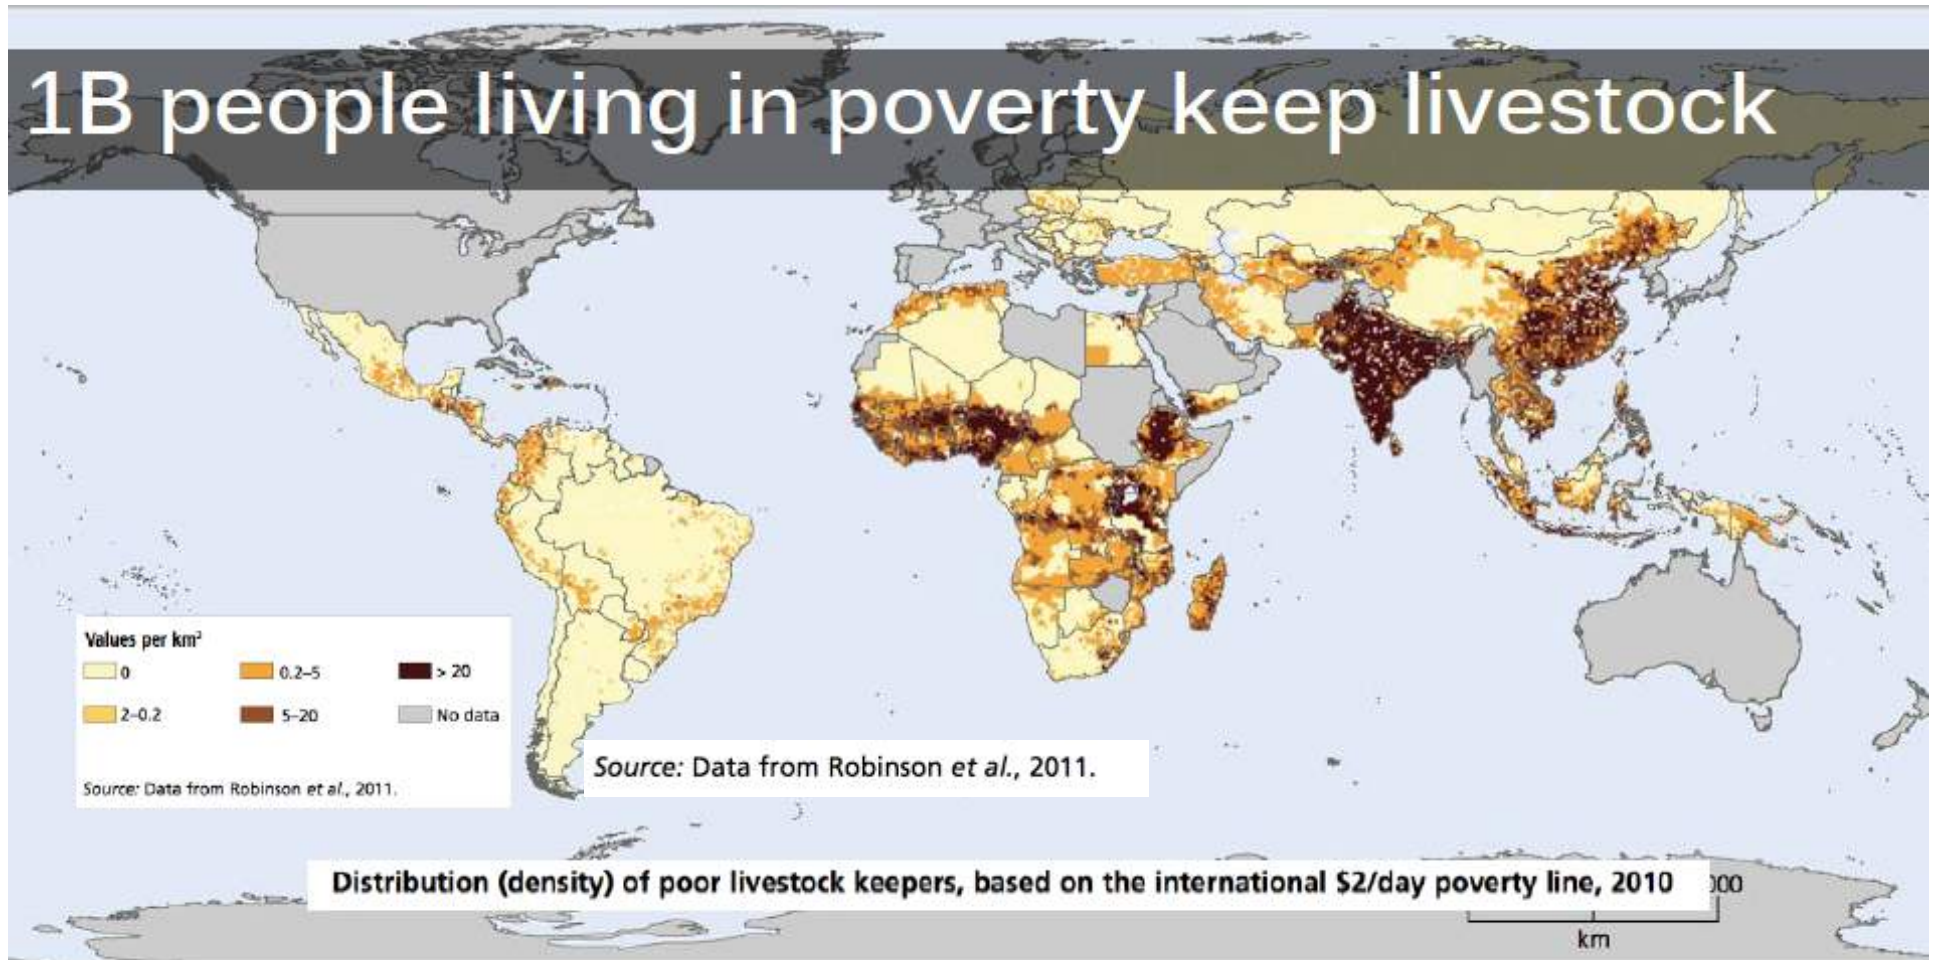 1B people living in poverty keep livestock
Values per km²
0
0.2–5
> 20
2–0.2
5–20
No data
Source: Data from Robinson et al., 2011.
Source: Data from Robinson et al., 2011.
Distribution (density) of poor livestock keepers, based on the international $2/day poverty line, 2010
000
km